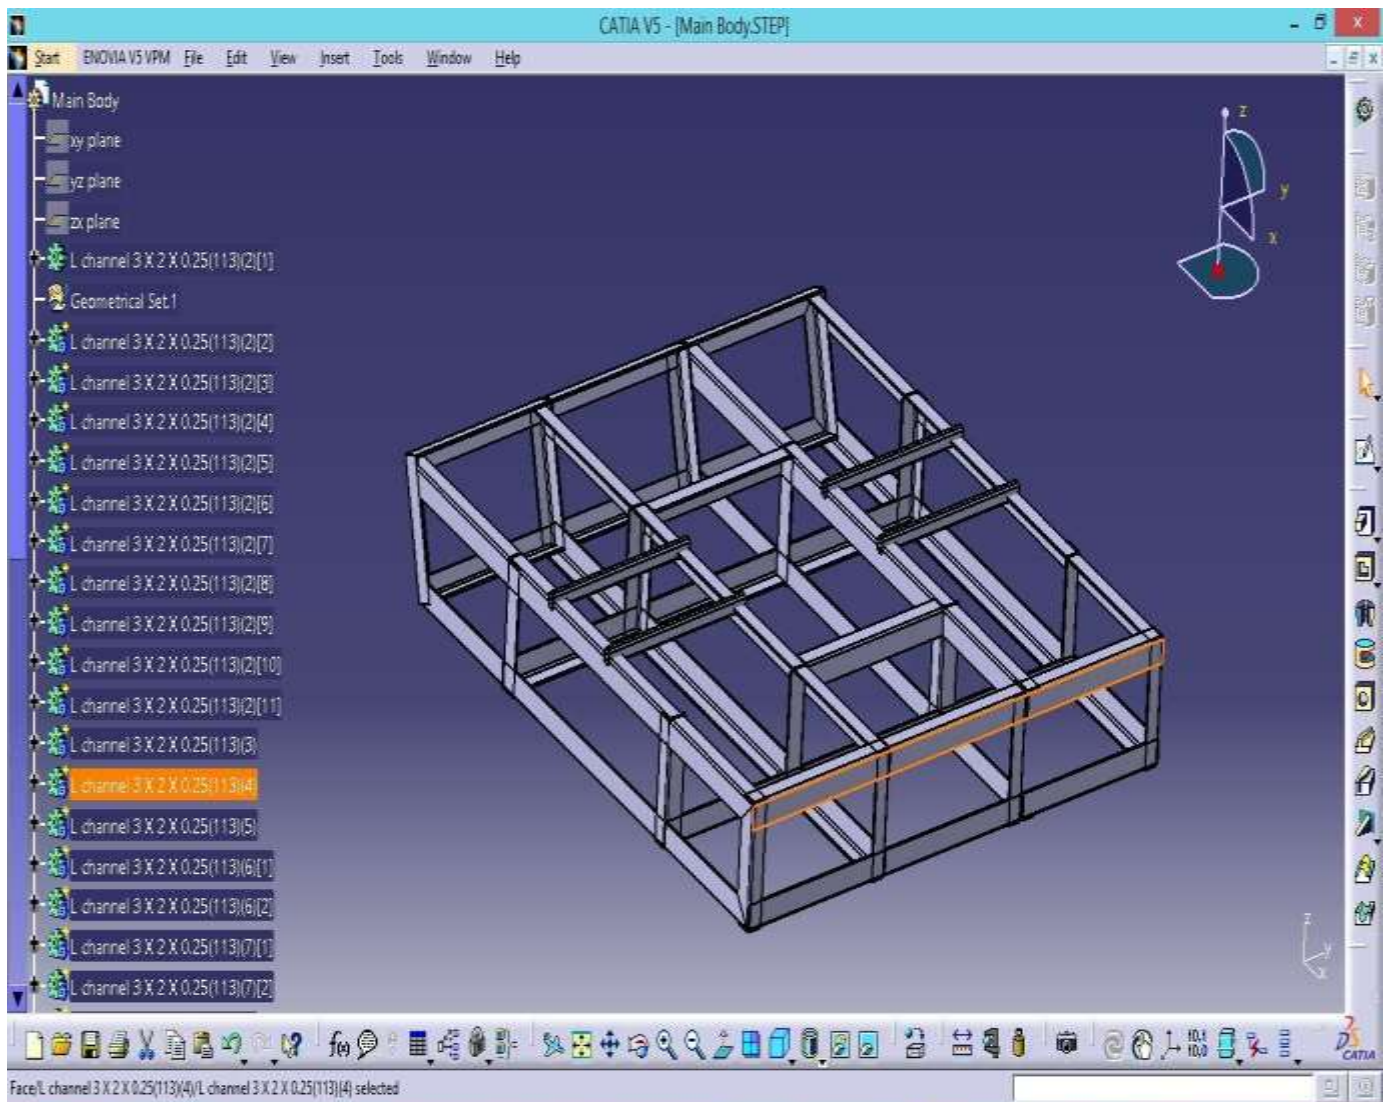 CATIA V5 - [Main Body.STEP]
Start ENOVIA V5 VPM File Edit View Insert Tools Window Help
Main Body
xy plane
yz plane
zx plane
L channel 3 X 2 X 0.25(113)(2)[1]
Geometrical Set.1
L channel 3 X 2 X 0.25(113)(2)[2]
L channel 3 X 2 X 0.25(113)(2)[3]
L channel 3 X 2 X 0.25(113)(2)[4]
L channel 3 X 2 X 0.25(113)(2)[5]
L channel 3 X 2 X 0.25(113)(2)[6]
L channel 3 X 2 X 0.25(113)(2)[7]
L channel 3 X 2 X 0.25(113)(2)[8]
L channel 3 X 2 X 0.25(113)(2)[9]
L channel 3 X 2 X 0.25(113)(2)[10]
L channel 3 X 2 X 0.25(113)(2)[11]
L channel 3 X 2 X 0.25(113)(3)
L channel 3 X 2 X 0.25(113)(4)
L channel 3 X 2 X 0.25(113)(5)
L channel 3 X 2 X 0.25(113)(6)[1]
L channel 3 X 2 X 0.25(113)(6)[2]
L channel 3 X 2 X 0.25(113)(7)[1]
L channel 3 X 2 X 0.25(113)(7)[2]
z
y
x
z
y
x
f(x)
CATIA
Face/L channel 3 X 2 X 0.25(113)(4)/L channel 3 X 2 X 0.25(113)(4) selected